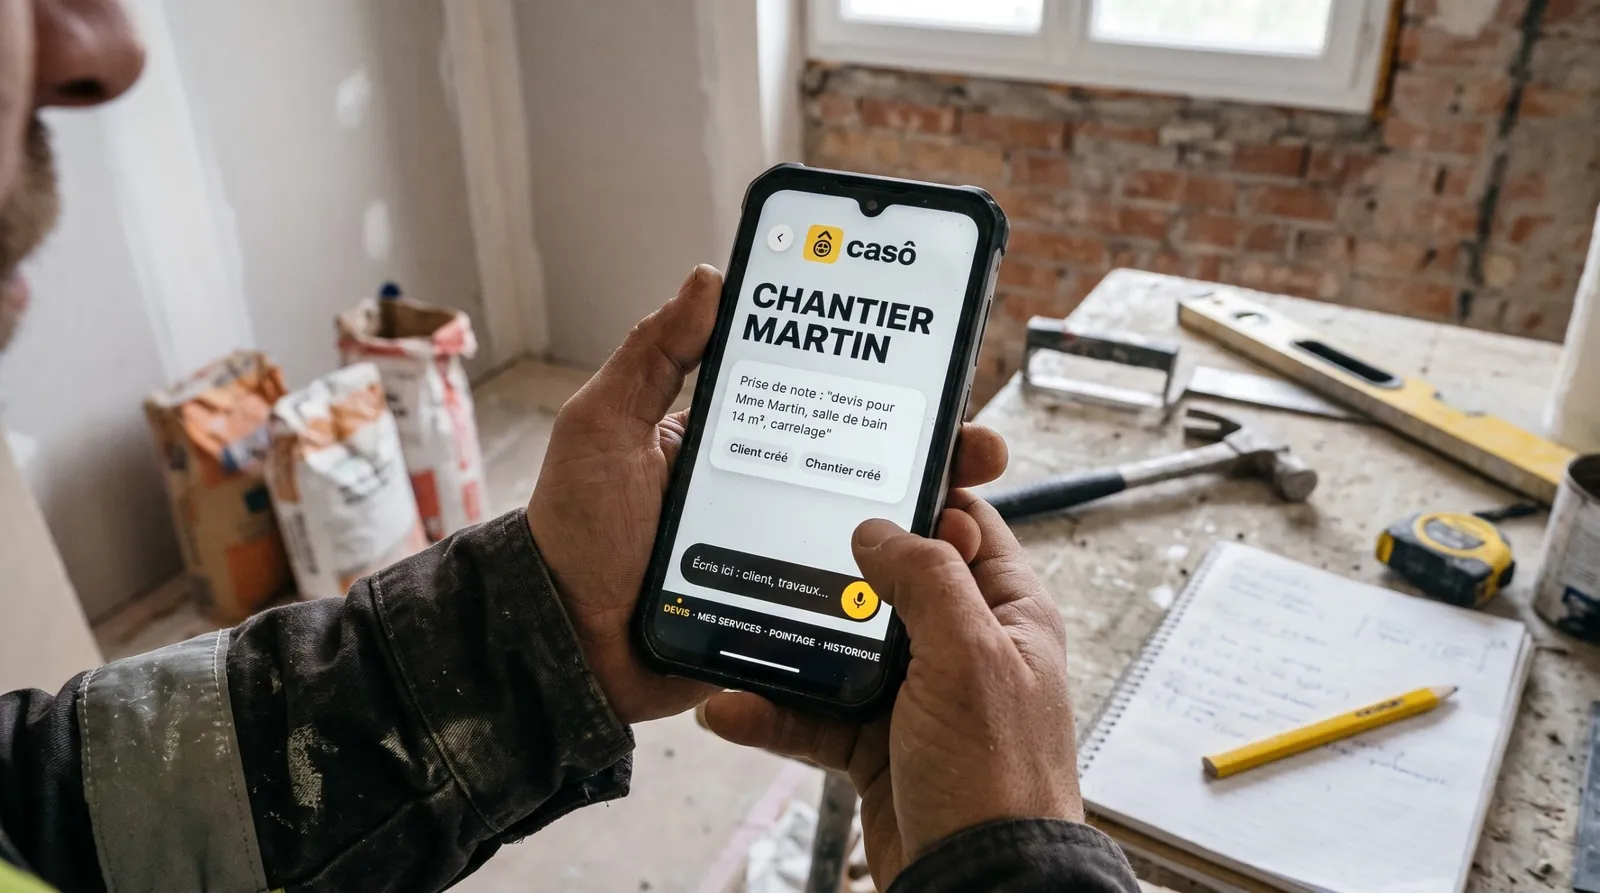 casô
CHANTIER
MARTIN
Prise de note : "devis pour
Mme Martin, salle de bain
14 m², carrelage"
Client créé
Chantier créé
Écris ici : client, travaux...
DEVIS · MES SERVICES · POINTAGE · HISTORIQUE